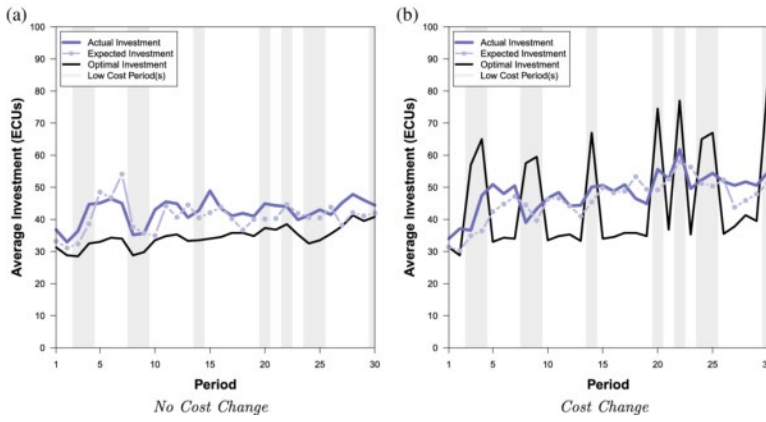 (a)
100
90
80
70
60
50
40
30
20
10
0
Average Investment (ECUs)
Actual Investment
Expected Investment
Optimal Investment
Low Cost Period(s)
1 5 10 15 20 25 30
Period
No Cost Change
(b)
100
90
80
70
60
50
40
30
20
10
0
Average Investment (ECUs)
Actual Investment
Expected Investment
Optimal Investment
Low Cost Period(s)
1 5 10 15 20 25
Period
Cost Change